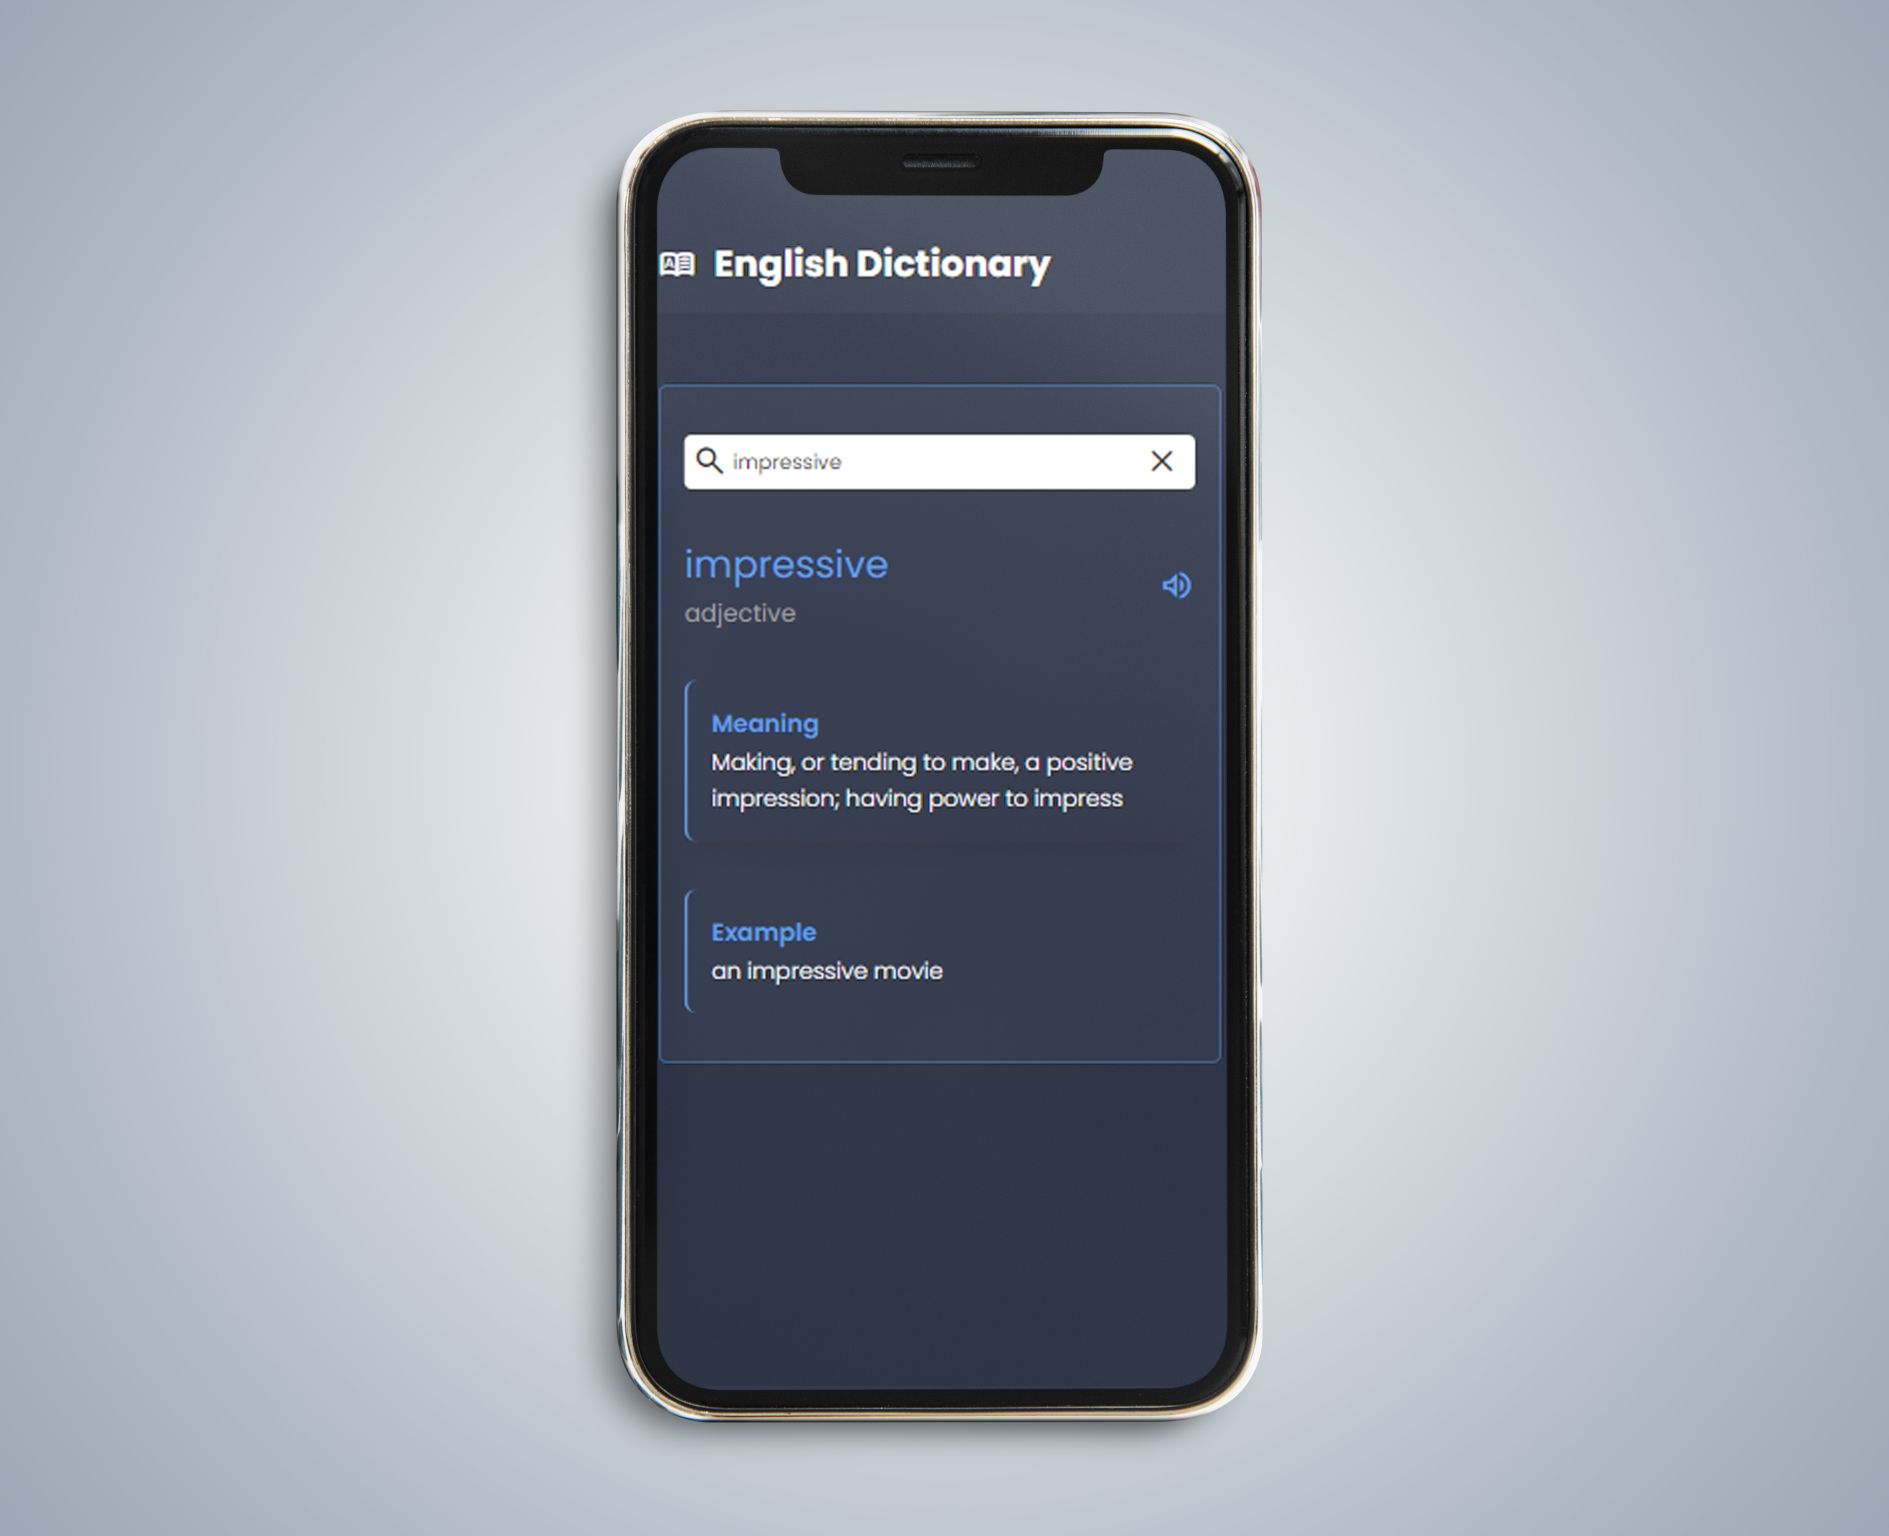 English Dictionary
impressive
impressive
adjective
Meaning
Making, or tending to make, a positive
impression; having power to impress
Example
an impressive movie